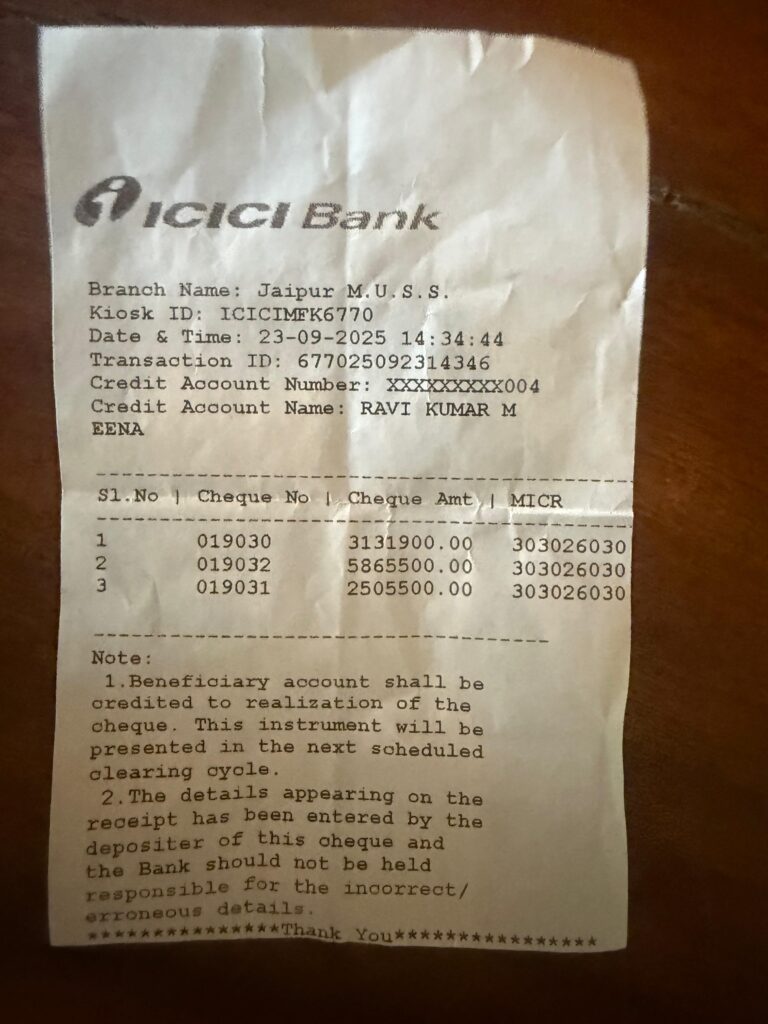 ICICI Bank
Branch Name: Jaipur M.U.S.S.
Kiosk ID: ICICIMFK6770
Date & Time: 23-09-2025 14:34:44
Transaction ID: 677025092314346
Credit Account Number: XXXXXXXXX004
Credit Account Name: RAVI KUMAR M
EENA
Sl.No | Cheque No | Cheque Amt | MICR
1 019030 3131900.00 303026030
2 019032 5865500.00 303026030
3 019031 2505500.00 303026030
Note:
1.Beneficiary account shall be
credited to realization of the
cheque. This instrument will be
presented in the next scheduled
clearing cycle.
2.The details appearing on the
receipt has been entered by the
depositer of this cheque and
the Bank should not be held
responsible for the incorrect/
erroneous details.
***************Thank You****************